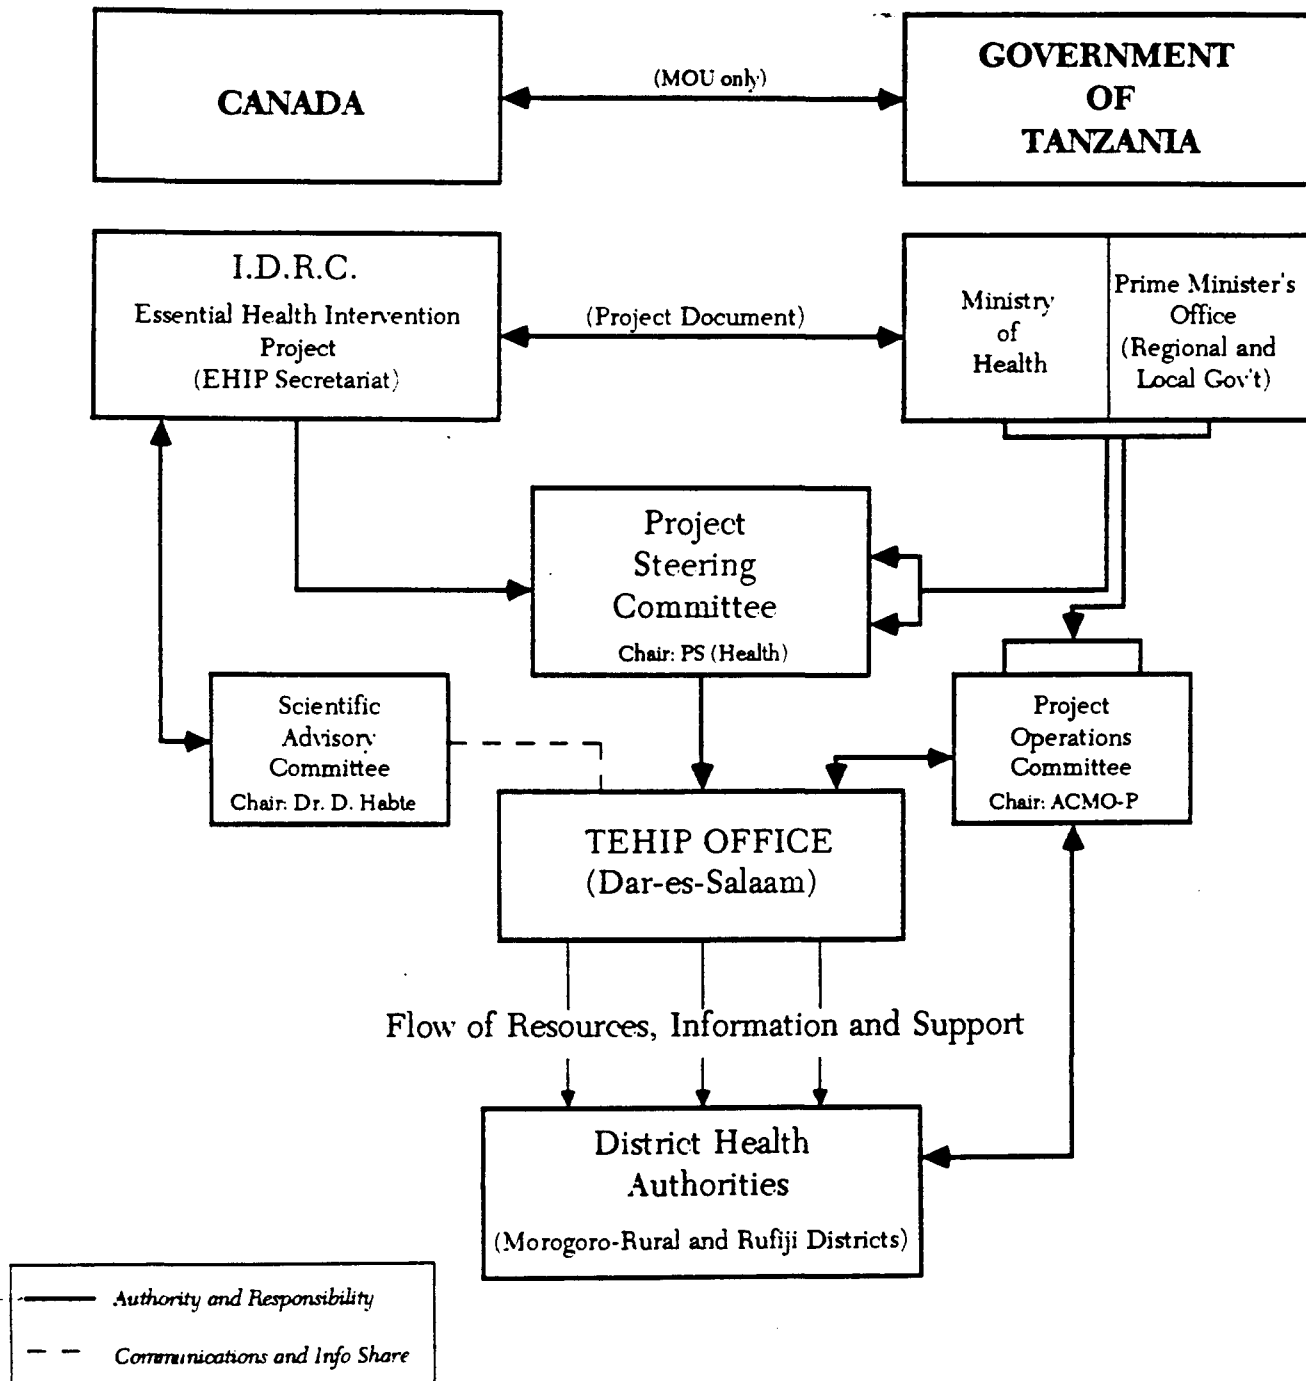 CANADA
(MOU only)
GOVERNMENT
OF
TANZANIA
I.D.R.C.
Essential Health Intervention
Project
(EHIP Secretariat)
(Project Document)
Ministry
of
Health
Prime Minister's
Office
(Regional and
Local Gov't)
Project
Steering
Committee
Chair: PS (Health)
Scientific
Advisory
Committee
Chair: Dr. D. Habte
Project
Operations
Committee
Chair: ACMO-P
TEHIP OFFICE
(Dar-es-Salaam)
Flow of Resources, Information and Support
District Health
Authorities
(Morogoro-Rural and Rufiji Districts)
Authority and Responsibility
Communications and Info Share